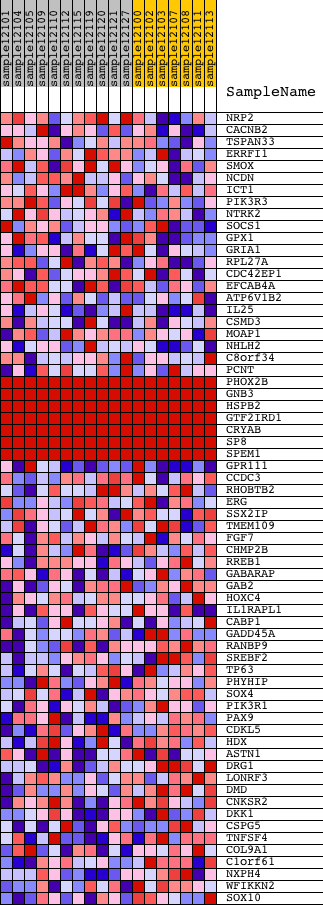 sample12101
sample12104
sample12105
sample12109
sample12110
sample12112
sample12115
sample12119
sample12120
sample12121
sample12127
sample12100
sample12102
sample12103
sample12107
sample12108
sample12111
sample12113
SampleName
NRP2
CACNB2
TSPAN33
ERRFI1
SMOX
NCDN
ICT1
PIK3R3
NTRK2
SOCS1
GPX1
GRIA1
RPL27A
CDC42EP1
EFCAB4A
ATP6V1B2
IL25
CSMD3
MOAP1
NHLH2
C8orf34
PCNT
PHOX2B
GNB3
HSPB2
GTF2IRD1
CRYAB
SP8
SPEM1
GPR111
CCDC3
RHOBTB2
ERG
SSX2IP
TMEM109
FGF7
CHMP2B
RREB1
GABARAP
GAB2
HOXC4
IL1RAPL1
CABP1
GADD45A
RANBP9
SREBF2
TP63
PHYHIP
SOX4
PIK3R1
PAX9
CDKL5
HDX
ASTN1
DRG1
LONRF3
DMD
CNKSR2
DKK1
CSPG5
TNFSF4
COL9A1
C1orf61
NXPH4
WFIKKN2
SOX10